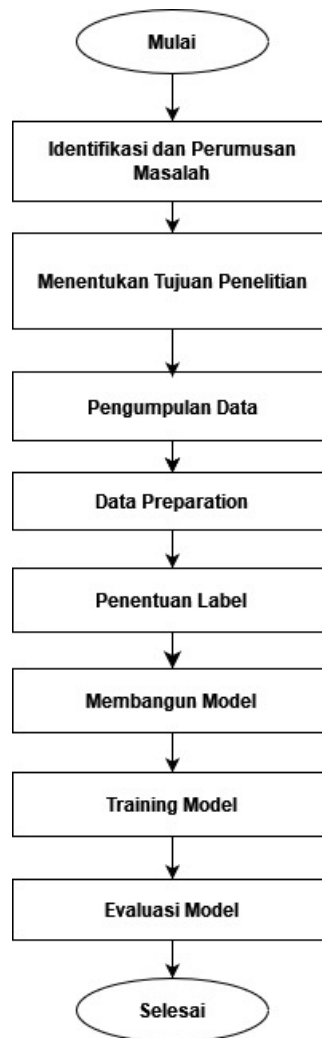 Mulai
Identifikasi dan Perumusan
Masalah
Menentukan Tujuan Penelitian
Pengumpulan Data
Data Preparation
Penentuan Label
Membangun Model
Training Model
Evaluasi Model
Selesai